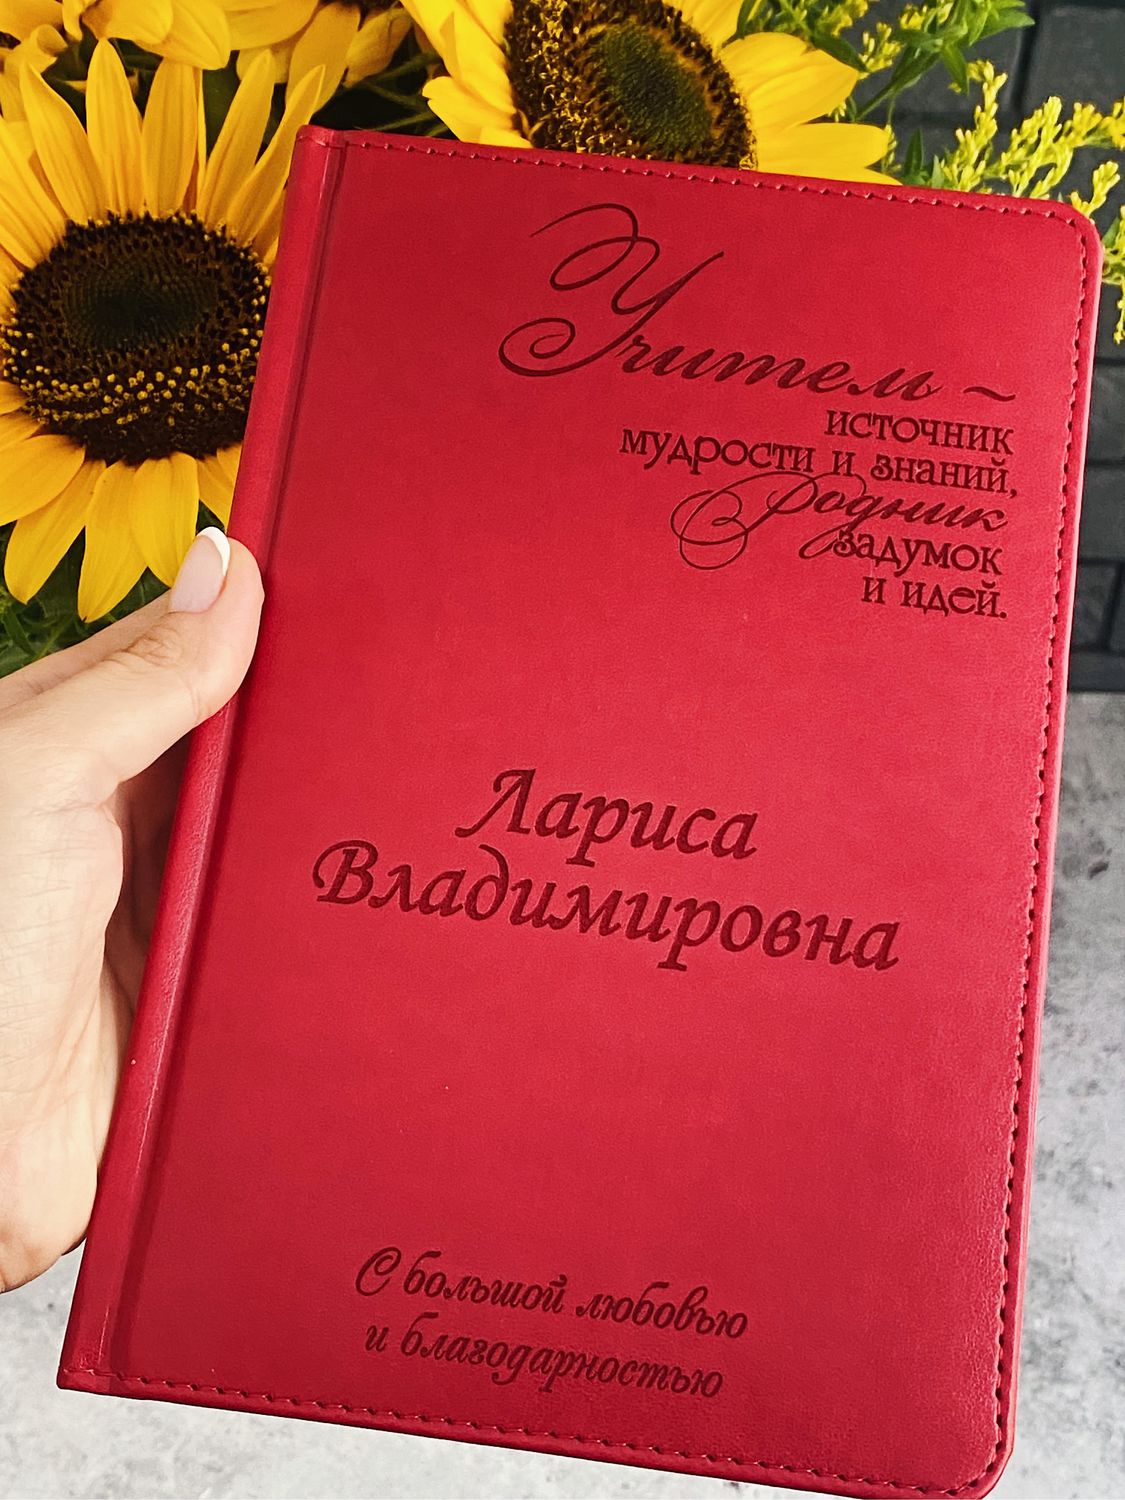 Учитель ~
источник
мудрости и знаний,
Родник
задумок
и идей.
Лариса
Владимировна
С большой любовью
и благодарностью